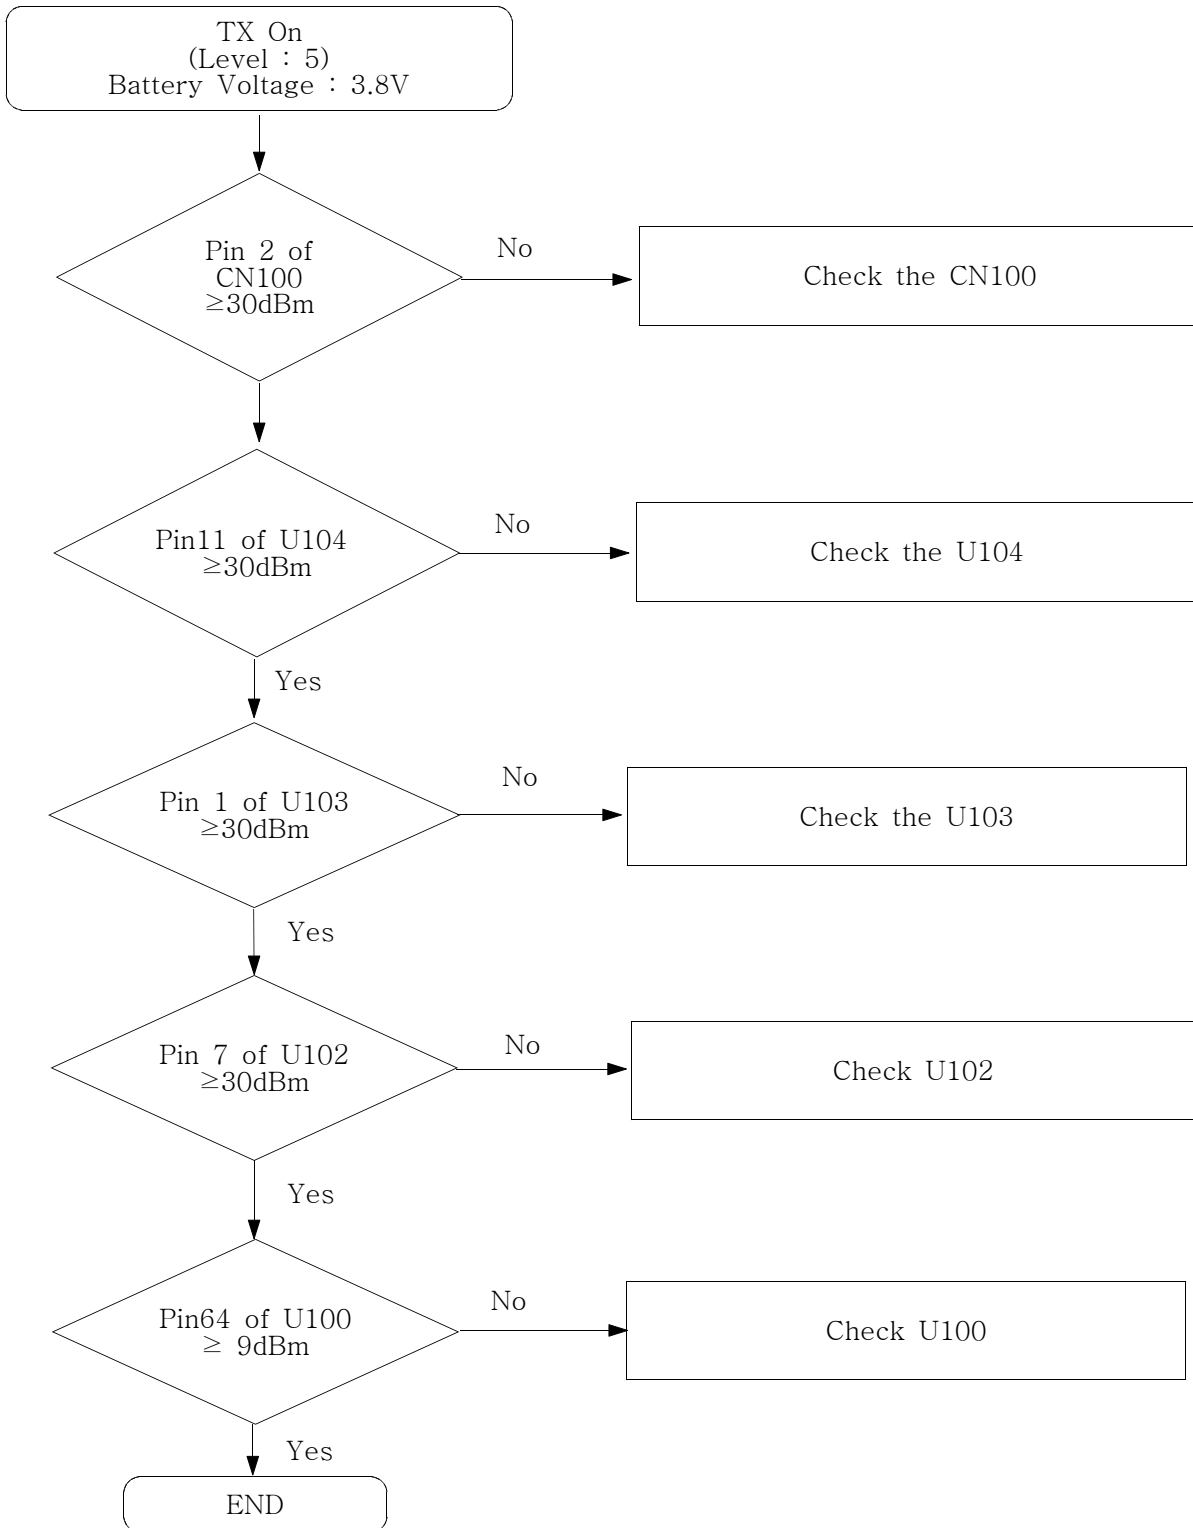 TX On
(Level : 5)
Battery Voltage : 3.8V
Pin 2 of
CN100
≥30dBm
No
Check the CN100
Pin11 of U104
≥30dBm
No
Check the U104
Yes
Pin 1 of U103
≥30dBm
No
Check the U103
Yes
Pin 7 of U102
≥30dBm
No
Check U102
Yes
Pin64 of U100
≥ 9dBm
No
Check U100
Yes
END